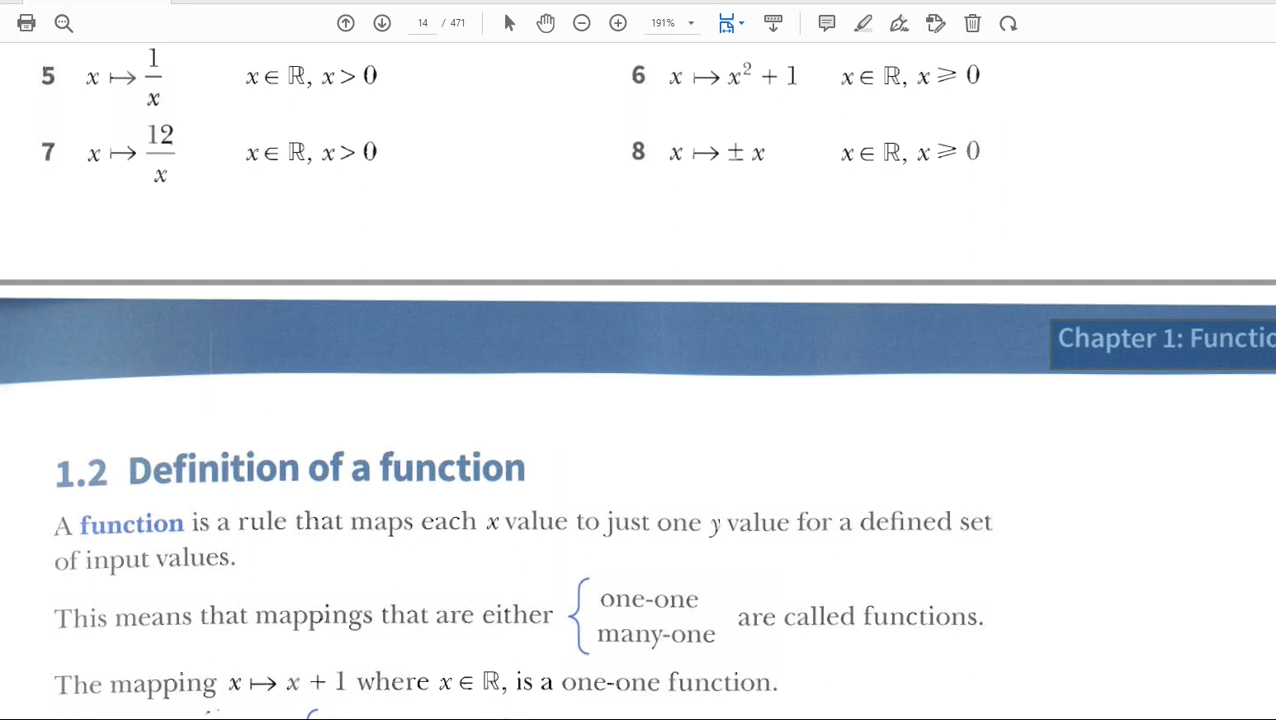 14 / 471 191%
5 x ↦ 1/x x ∈ ℝ, x > 0 6 x ↦ x² + 1 x ∈ ℝ, x ⩾ 0
7 x ↦ 12/x x ∈ ℝ, x > 0 8 x ↦ ± x x ∈ ℝ, x ⩾ 0
Chapter 1:
1.2 Definition of a function
A function is a rule that maps each x value to just one y value for a defined set
of input values.
This means that mappings that are either { one-one
many-one
are called functions.
The mapping x ↦ x + 1 where x ∈ ℝ, is a one-one function.